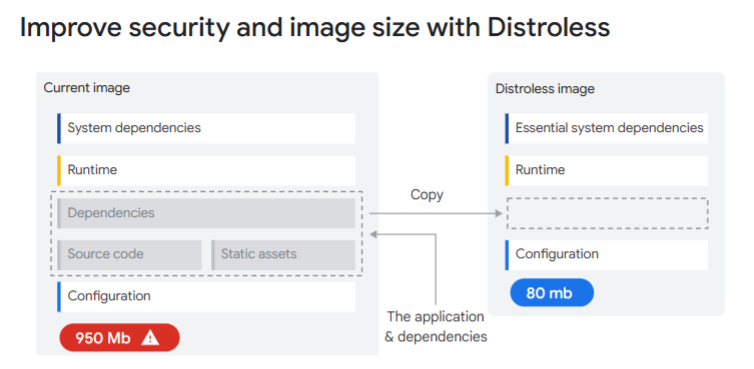 Improve security and image size with Distroless
Current image
System dependencies
Runtime
Dependencies
Source code
Static assets
Configuration
950 Mb
Copy
The application
& dependencies
Distroless image
Essential system dependencies
Runtime
Configuration
80 mb